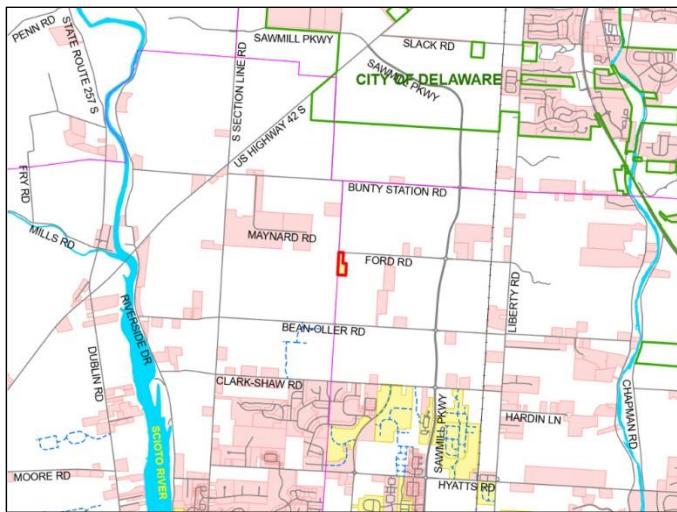 PENN RD
STATE ROUTE 257 S
SAWMILL PKWY
S SECTION LINE RD
SLACK RD
SAWMILL PKWY
CITY OF DELAWARE
US HIGHWAY 42 S
FRY RD
BUNTY STATION RD
MILLS RD
MAYNARD RD
FORD RD
LIBERTY RD
RIVERSIDE DR
BEAN-OLLER RD
DUBLIN RD
CLARK-SHAW RD
CHAPMAN RD
SCIOTO RIVER
SAWMILL PKWY
HARDIN LN
MOORE RD
HYATTS RD